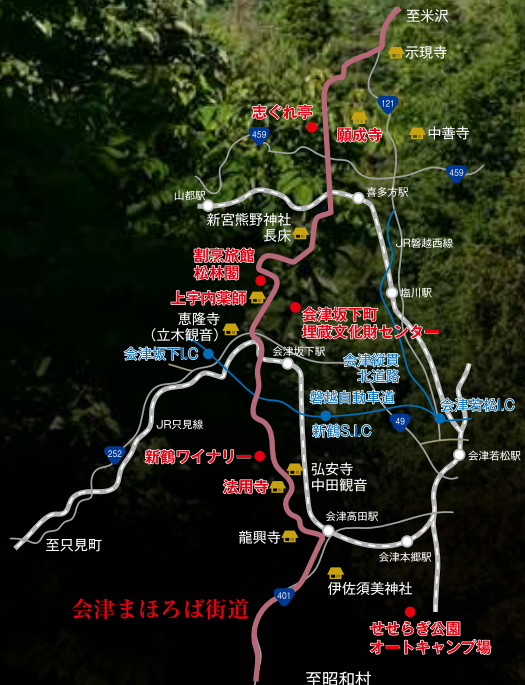 至米沢
示現寺
121
志ぐれ亭
願成寺
中善寺
459
459
山都駅
喜多方駅
新宮熊野神社
長床
JR磐越西線
割烹旅館
松林閣
塩川駅
上宇内薬師
会津坂下町
埋蔵文化財センター
恵隆寺
（立木観音）
会津坂下I.C
会津坂下駅
会津縦貫
北道路
磐越自動車道
会津若松I.C
新鶴S.I.C
49
JR只見線
252
新鶴ワイナリー
弘安寺
中田観音
会津若松駅
法用寺
会津高田駅
龍興寺
会津本郷駅
至只見町
伊佐須美神社
401
会津まほろば街道
せせらぎ公園
オートキャンプ場
至昭和村